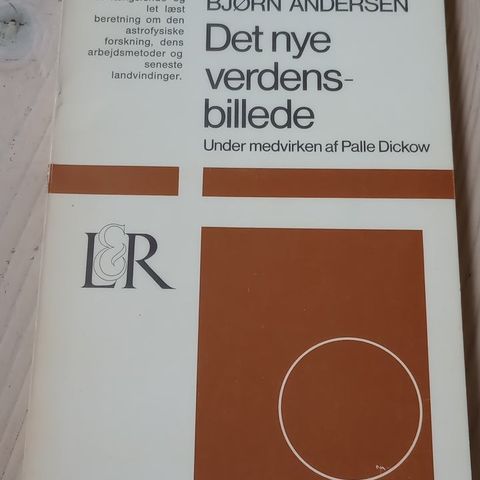 let læst
beretning om den
astrofysiske
forskning, dens
arbejdsmetoder og
seneste
landvindinger.
BJØRN ANDERSEN
Det nye
verdens-
billede
Under medvirken af Palle Dickow
L&R